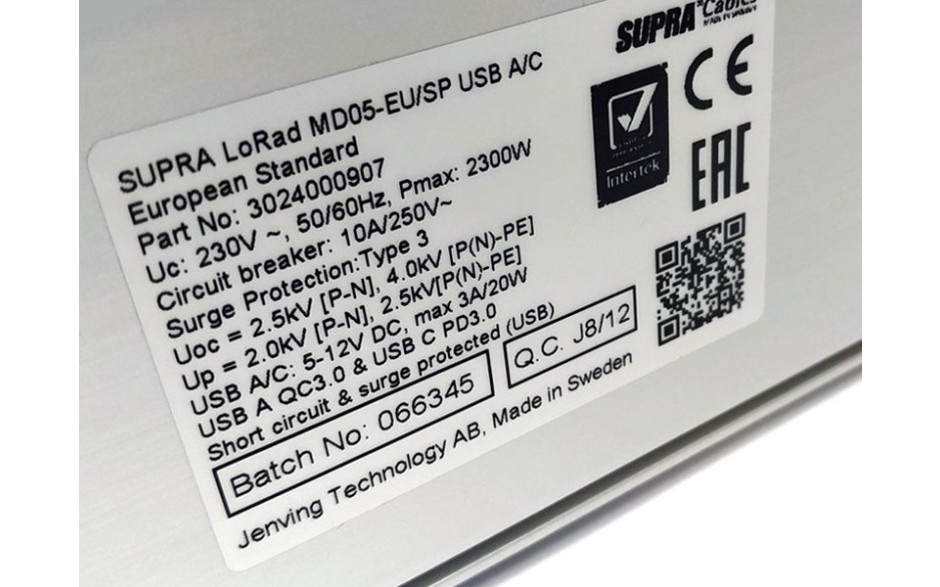 SUPRA Cables
MADE IN SWEDEN
SUPRA LoRad MD05-EU/SP USB A/C
European Standard
Part No: 3024000907
Uc: 230V ~, 50/60Hz, Pmax: 2300W
Circuit breaker: 10A/250V~
Surge Protection:Type 3
Uoc = 2.5kV [P-N], 4.0kV [P(N)-PE]
Up = 2.0kV [P-N], 2.5kV[P(N)-PE]
USB A/C: 5-12V DC, max 3A/20W
USB A QC3.0 & USB C PD3.0
Short circuit & surge protected (USB)
Batch No: 066345
Q.C. J8/12
Jenving Technology AB, Made in Sweden
Intertek
CE
EAC